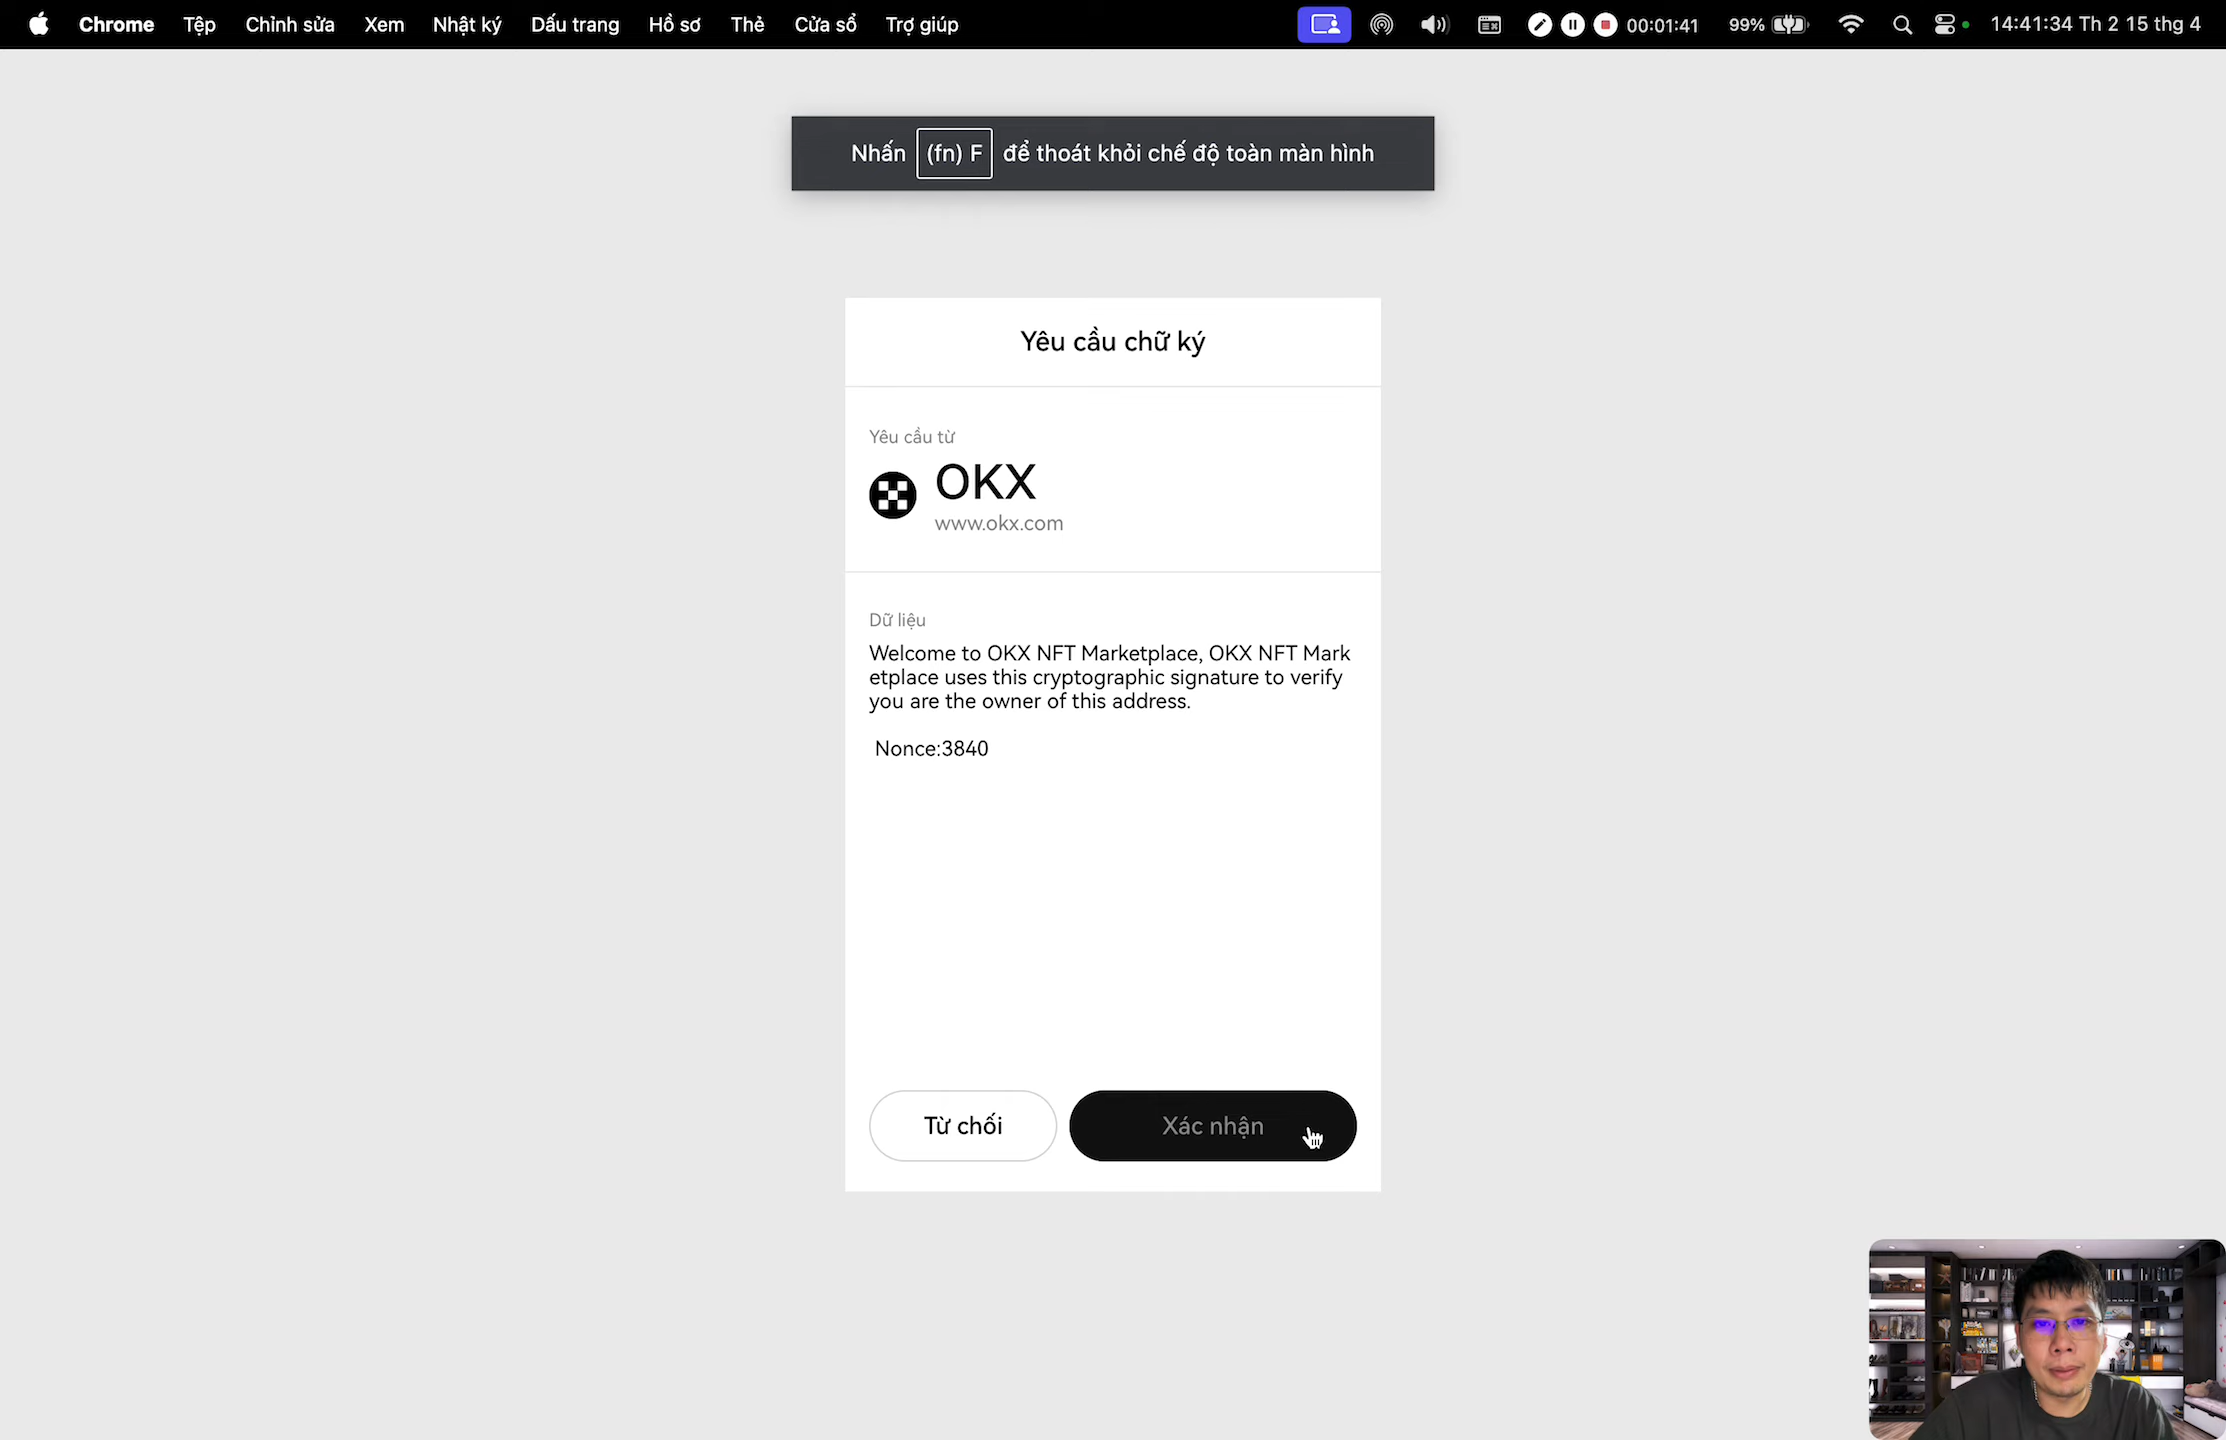 Chrome Tệp Chỉnh sửa Xem Nhật ký Dấu trang Hồ sơ Thẻ Cửa sổ Trợ giúp 00:01:41 99% 14:41:34 Th 2 15 thg 4
Nhấn (fn) F để thoát khỏi chế độ toàn màn hình
Yêu cầu chữ ký
Yêu cầu từ
OKX
www.okx.com
Dữ liệu
Welcome to OKX NFT Marketplace, OKX NFT Mark
etplace uses this cryptographic signature to verify
you are the owner of this address.
Nonce:3840
Từ chối Xác nhận